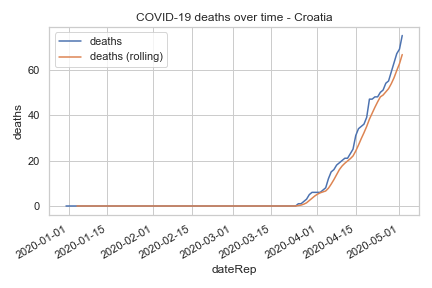 COVID-19 deaths over time - Croatia
deaths
deaths (rolling)
deaths
60
40
20
0
2020-01-01
2020-01-15
2020-02-01
2020-02-15
2020-03-01
2020-03-15
2020-04-01
2020-04-15
2020-05-01
dateRep